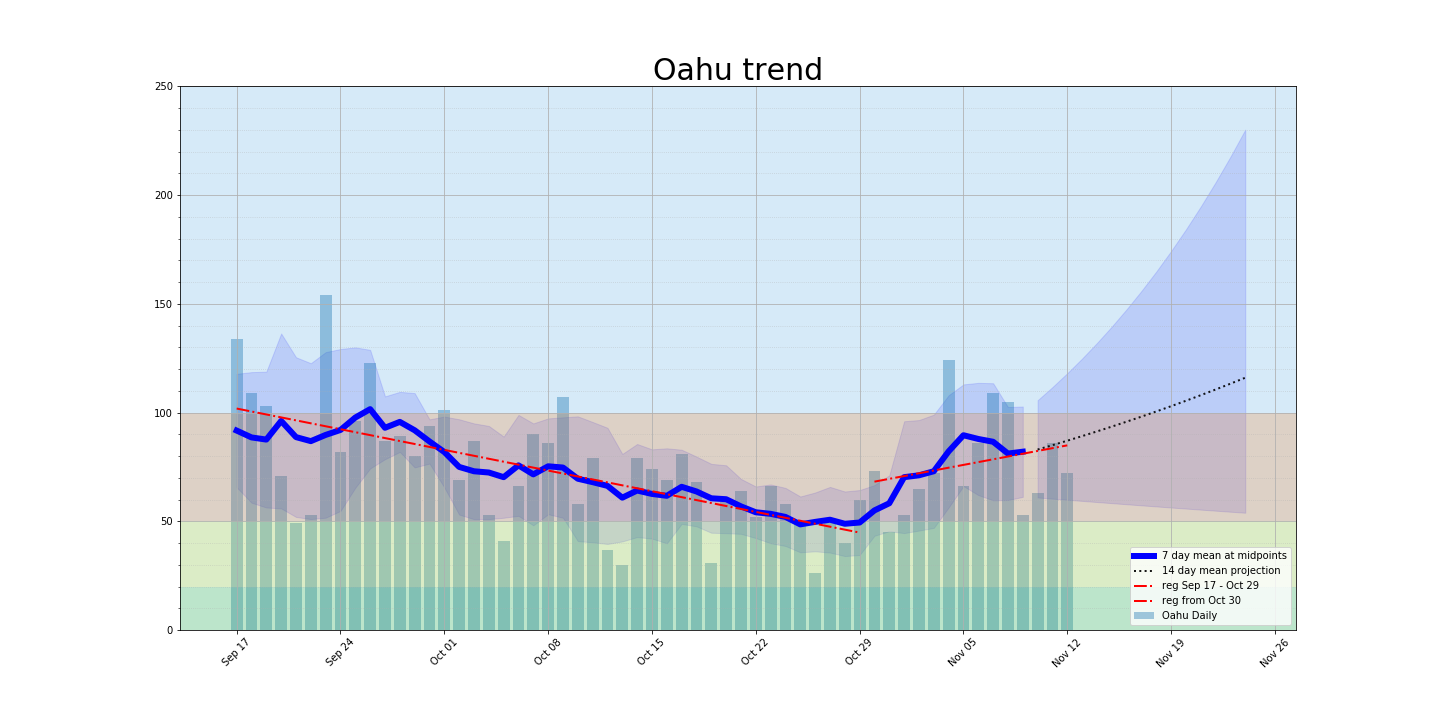 Oahu trend
250
200
150
100
50
0
Sep 17
Sep 24
Oct 01
Oct 08
Oct 15
Oct 22
Oct 29
Nov 05
Nov 12
Nov 19
Nov 26
7 day mean at midpoints
14 day mean projection
reg Sep 17 - Oct 29
reg from Oct 30
Oahu Daily